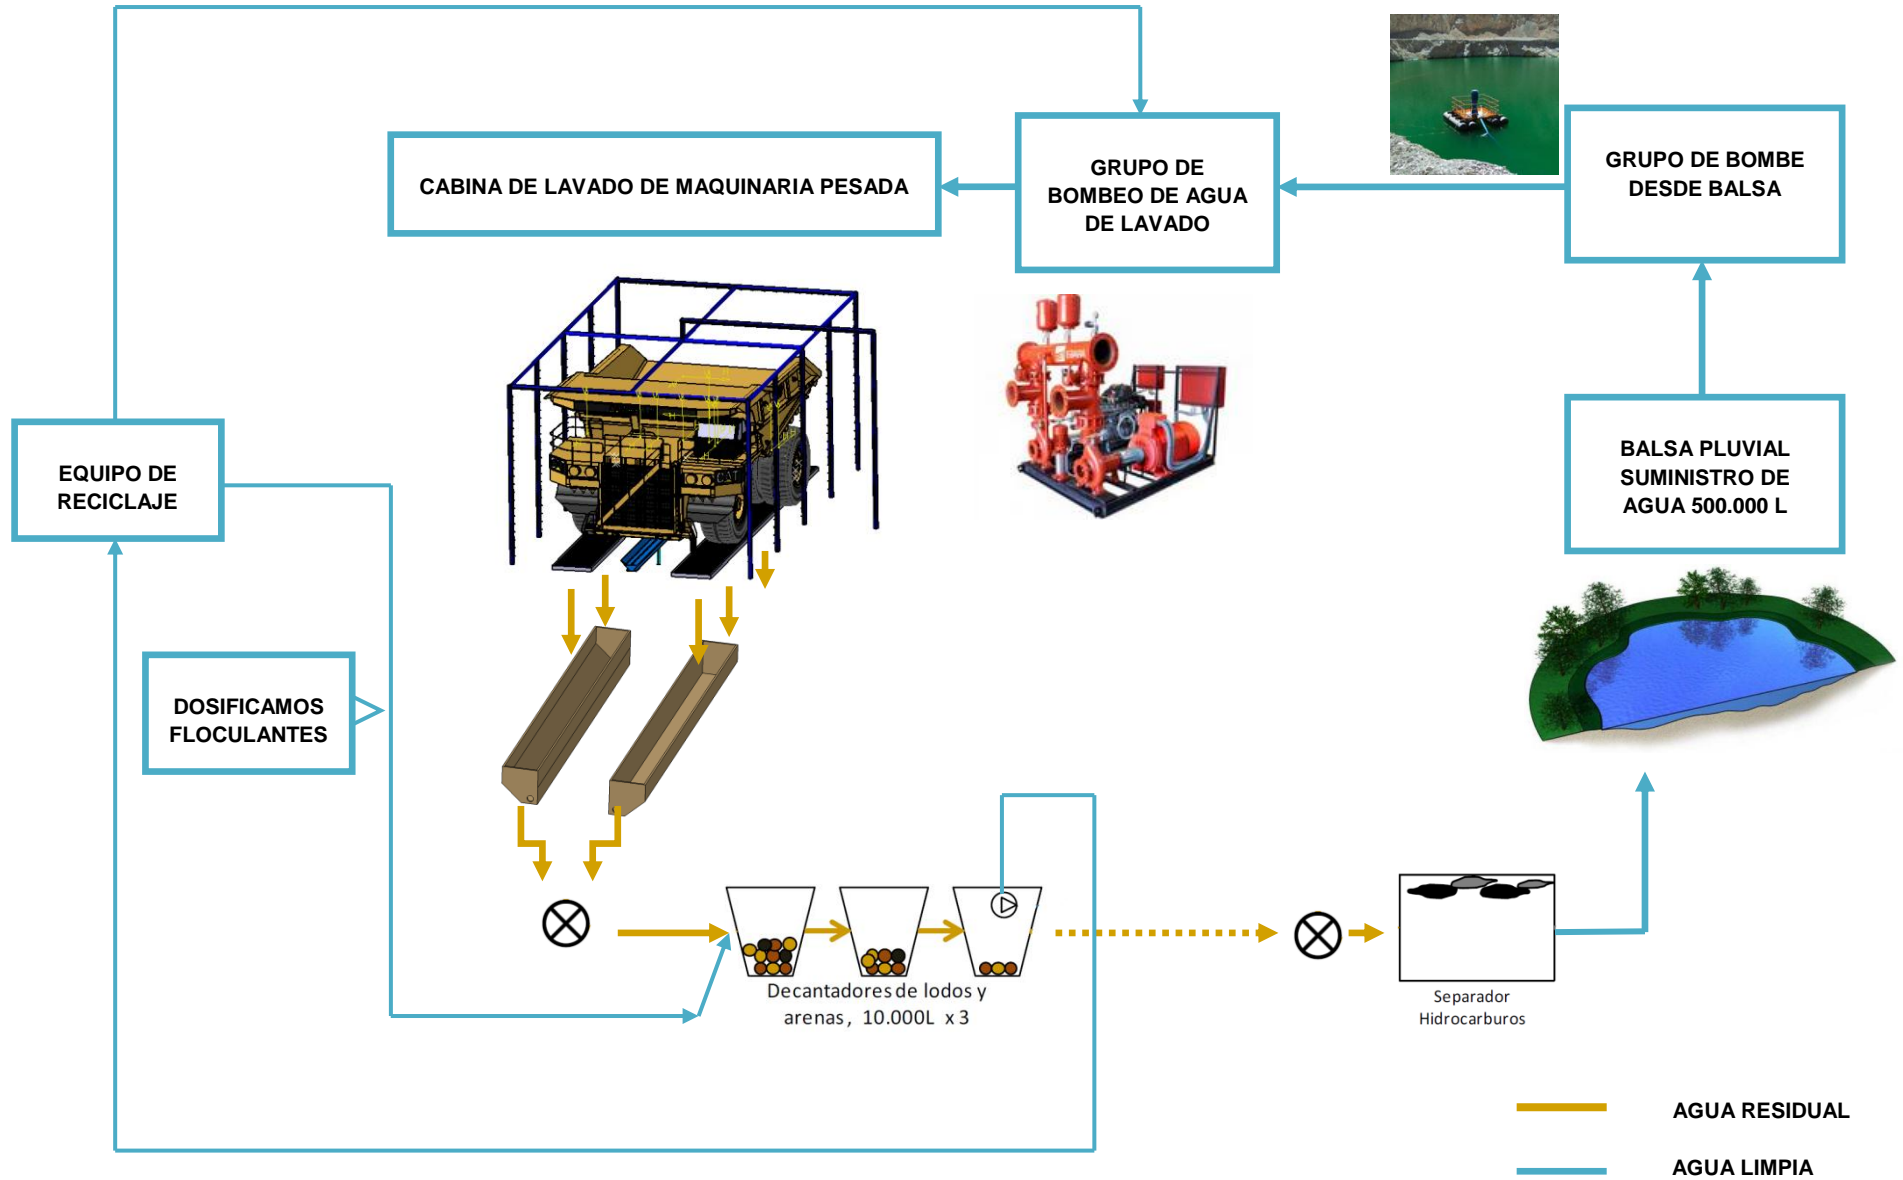 CABINA DE LAVADO DE MAQUINARIA PESADA
GRUPO DE
BOMBEO DE AGUA
DE LAVADO
GRUPO DE BOMBE
DESDE BALSA
EQUIPO DE
RECICLAJE
BALSA PLUVIAL
SUMINISTRO DE
AGUA 500.000 L
CAT
DOSIFICAMOS
FLOCULANTES
Decantadores de lodos y
arenas, 10.000L x 3
Separador
Hidrocarburos
AGUA RESIDUAL
AGUA LIMPIA